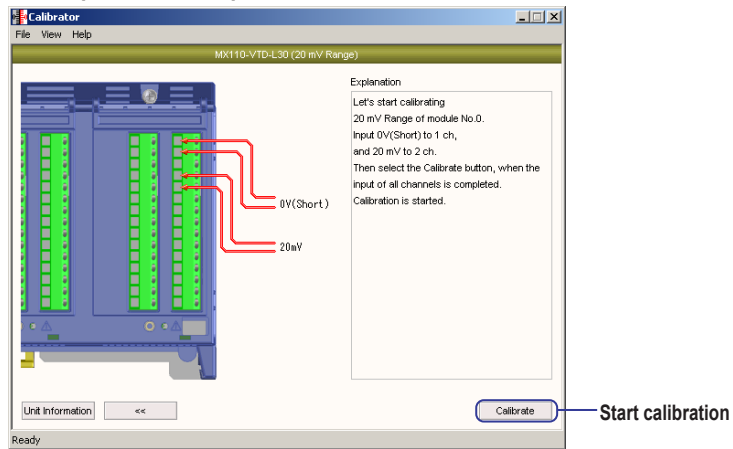 Calibrator
File View Help
MX110-VTD-L30 (20 mV Range)
Explanation
Let's start calibrating
20 mV Range of module No.0.
Input 0V(Short) to 1 ch,
and 20 mV to 2 ch.
Then select the Calibrate button, when the
input of all channels is completed.
Calibration is started.
0V(Short)
20mV
Unit Information
<<
Calibrate
Start calibration
Ready